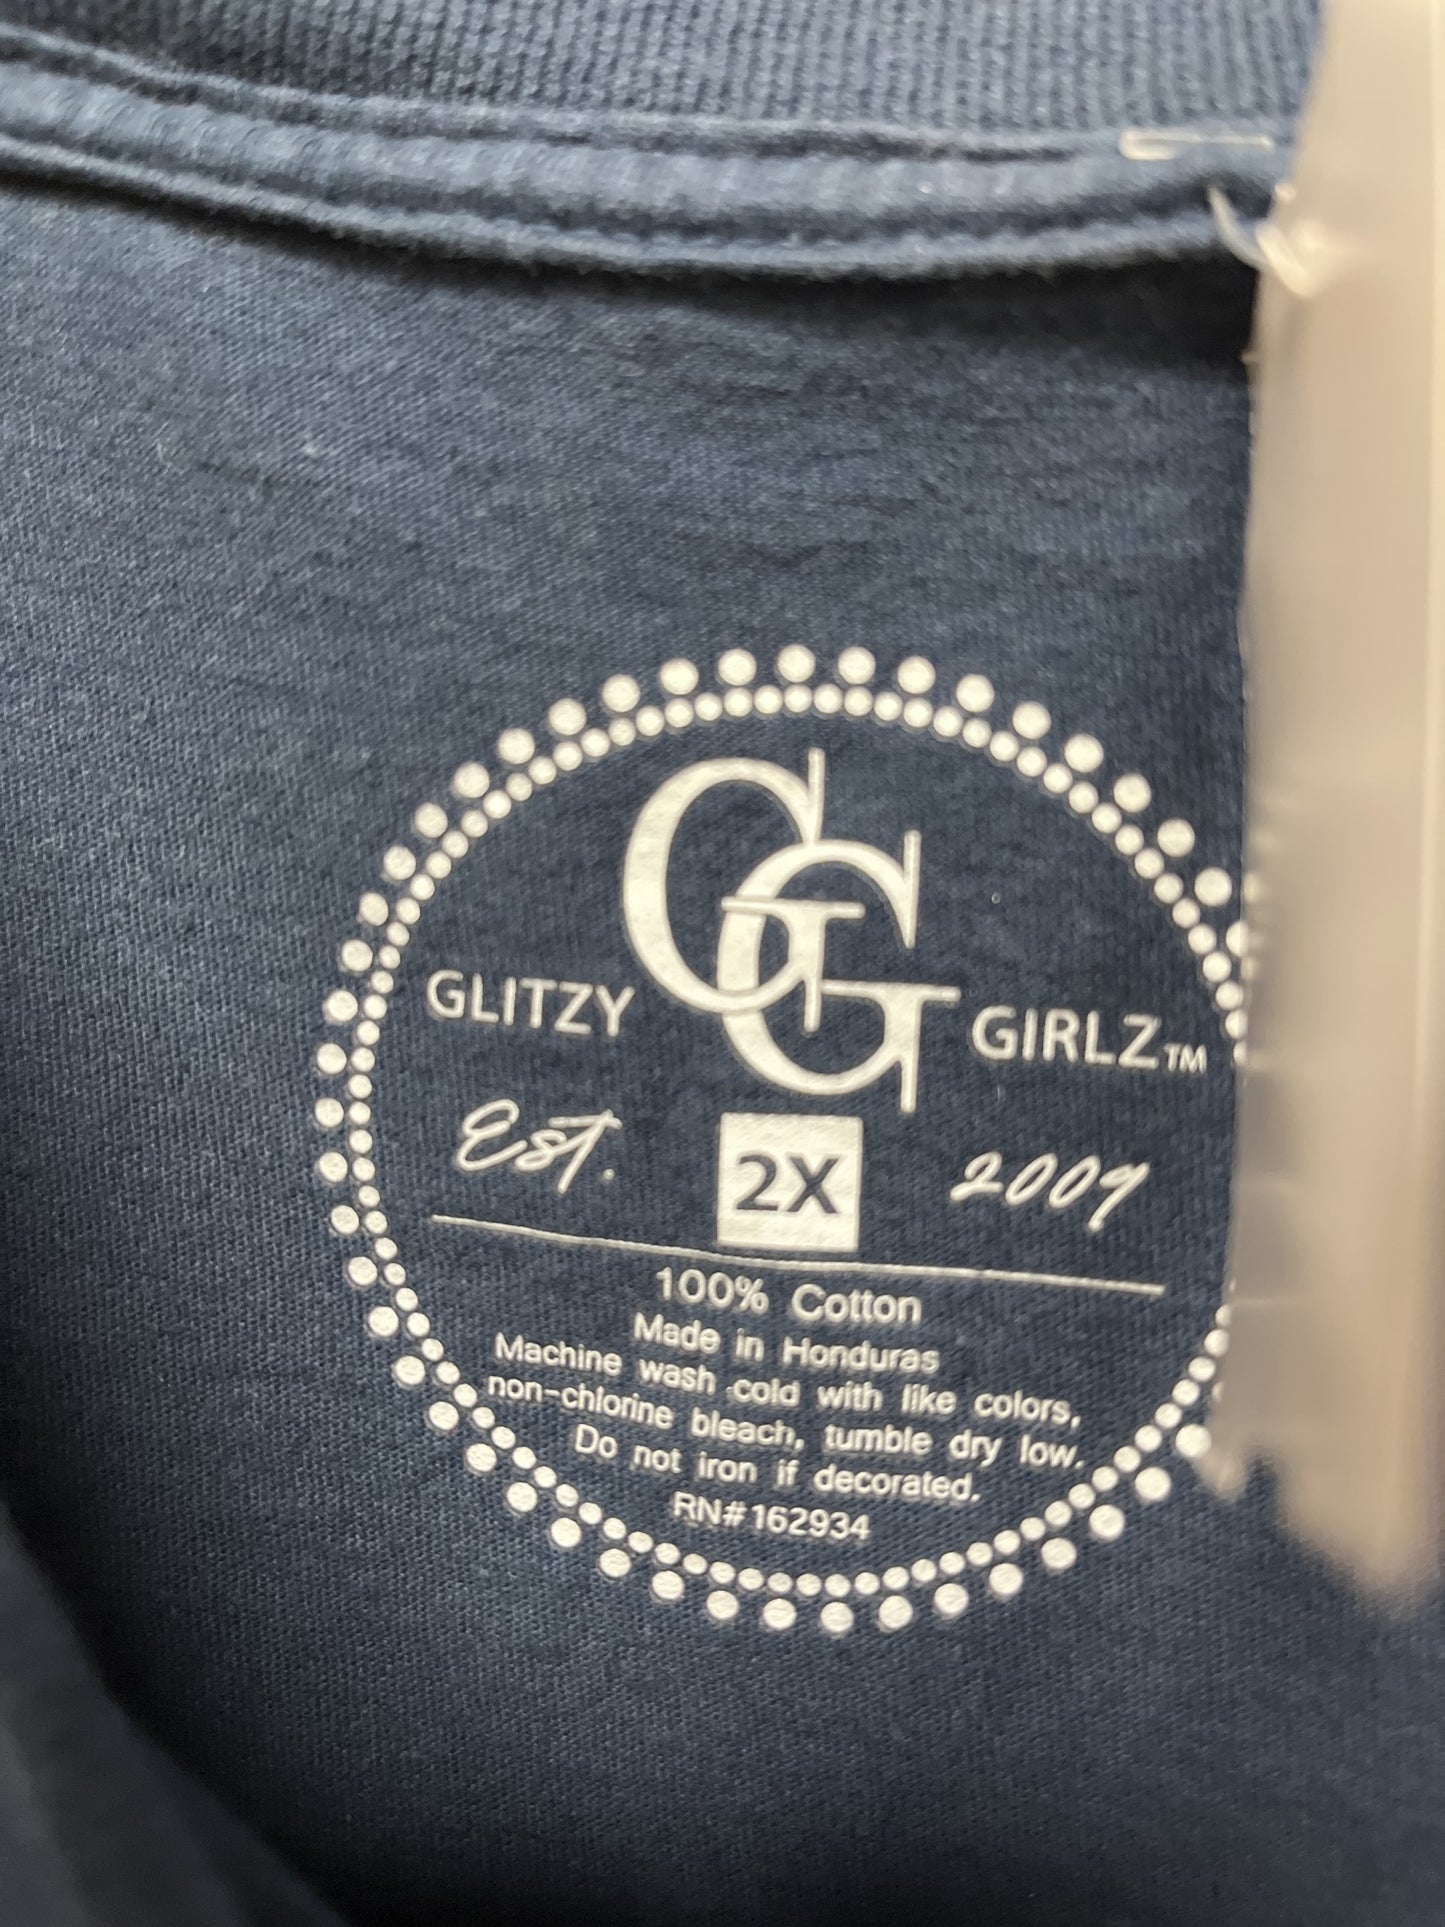 GG
GLITZY GIRLZ™
Est. 2X 2009
100% Cotton
Made in Honduras
Machine wash cold with like colors,
non-chlorine bleach, tumble dry low.
Do not iron if decorated.
RN#162934